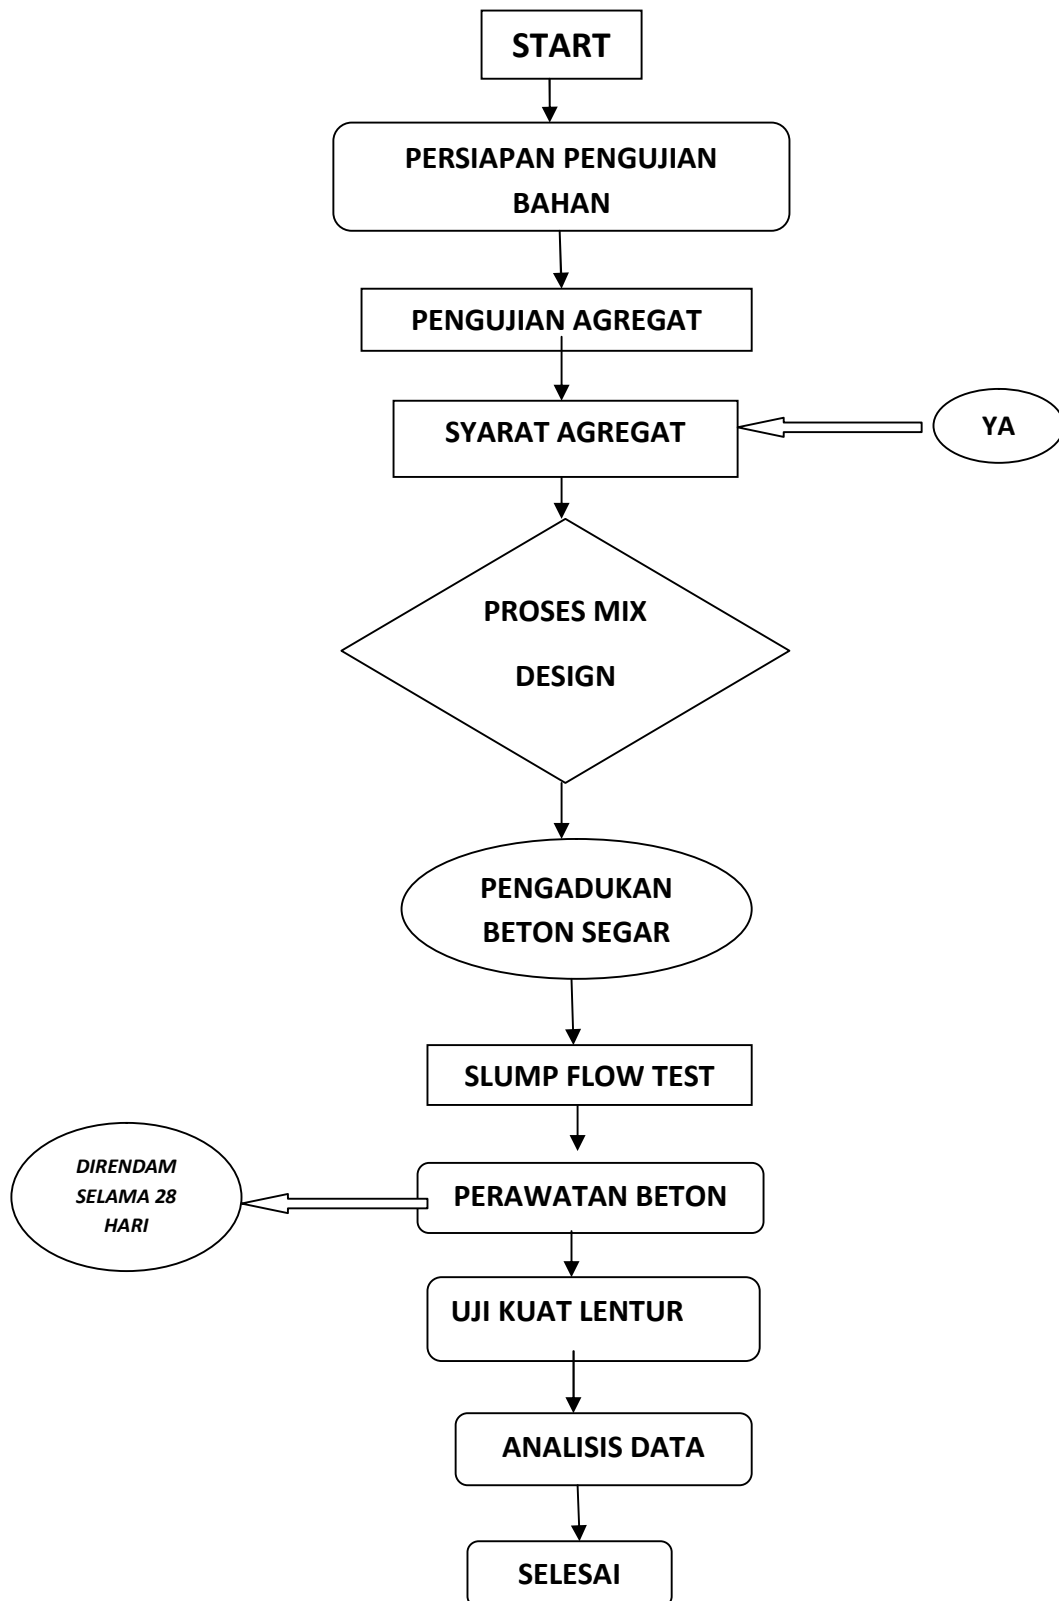 START
PERSIAPAN PENGUJIAN
BAHAN
PENGUJIAN AGREGAT
SYARAT AGREGAT
YA
PROSES MIX
DESIGN
PENGADUKAN
BETON SEGAR
SLUMP FLOW TEST
DIRENDAM
SELAMA 28
HARI
PERAWATAN BETON
UJI KUAT LENTUR
ANALISIS DATA
SELESAI